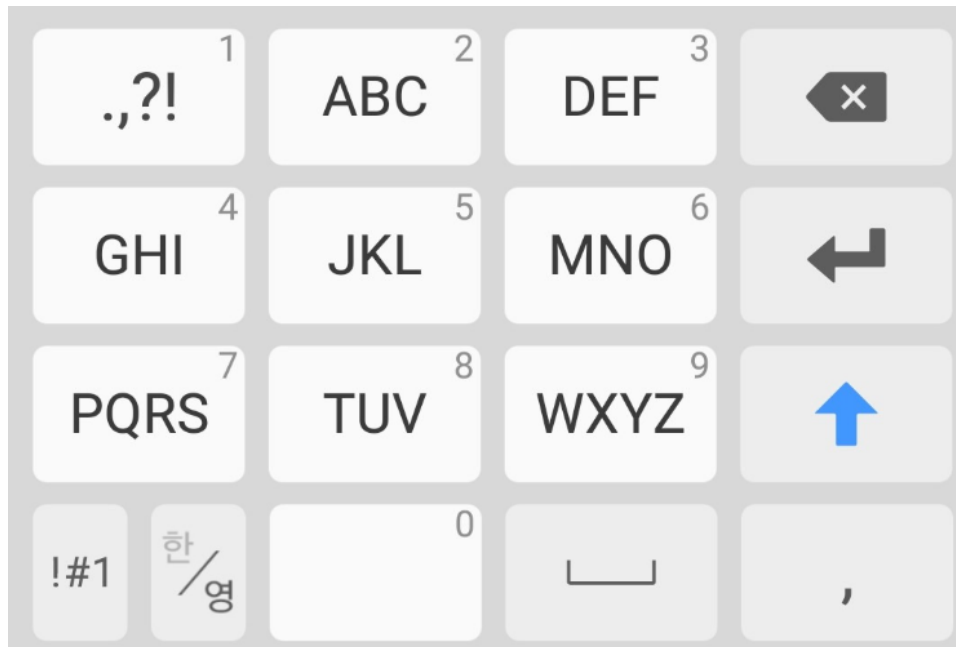 .,?! 1 ABC 2 DEF 3
GHI 4 JKL 5 MNO 6
PQRS 7 TUV 8 WXYZ 9
!#1 한/영 0 ,